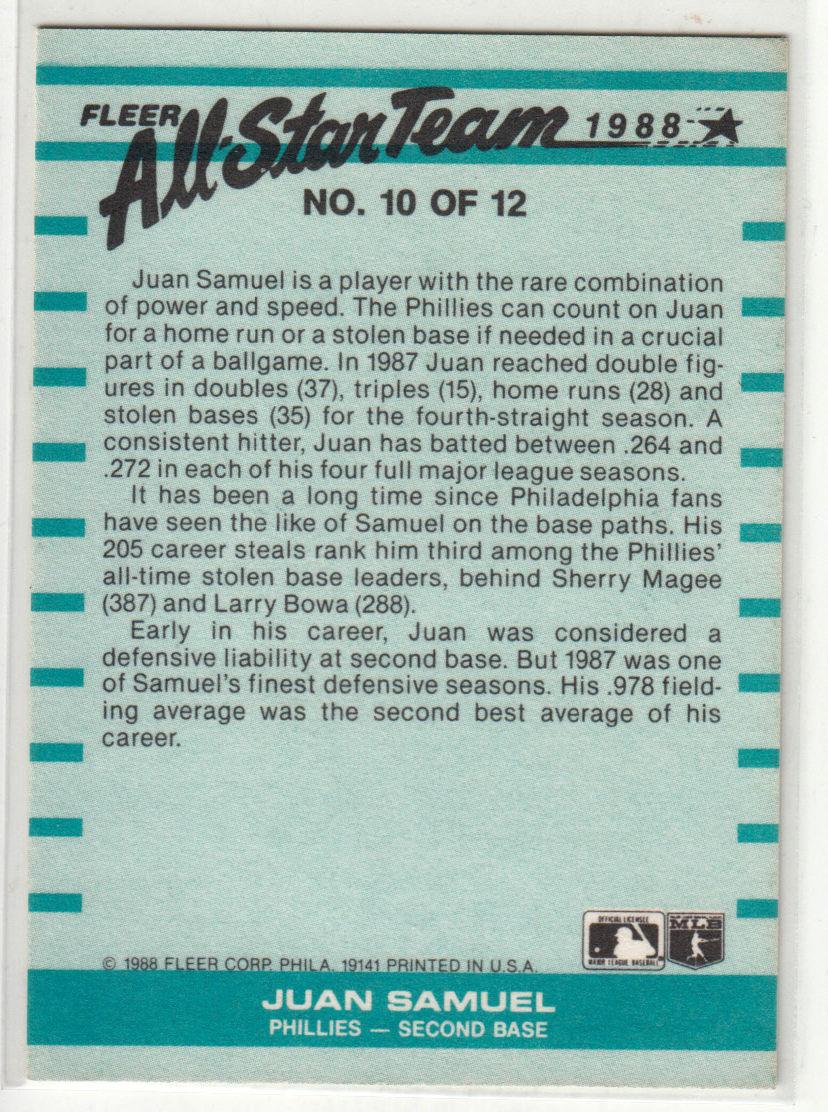 FLEER
All-Star Team 1988
NO. 10 OF 12
Juan Samuel is a player with the rare combination
of power and speed. The Phillies can count on Juan
for a home run or a stolen base if needed in a crucial
part of a ballgame. In 1987 Juan reached double fig-
ures in doubles (37), triples (15), home runs (28) and
stolen bases (35) for the fourth-straight season. A
consistent hitter, Juan has batted between .264 and
.272 in each of his four full major league seasons.
It has been a long time since Philadelphia fans
have seen the like of Samuel on the base paths. His
205 career steals rank him third among the Phillies'
all-time stolen base leaders, behind Sherry Magee
(387) and Larry Bowa (288).
Early in his career, Juan was considered a
defensive liability at second base. But 1987 was one
of Samuel's finest defensive seasons. His .978 field-
ing average was the second best average of his
career.
OFFICIAL LICENSEE
MAJOR LEAGUE BASEBALL
MLB
© 1988 FLEER CORP. PHILA. 19141 PRINTED IN U.S.A.
JUAN SAMUEL
PHILLIES — SECOND BASE